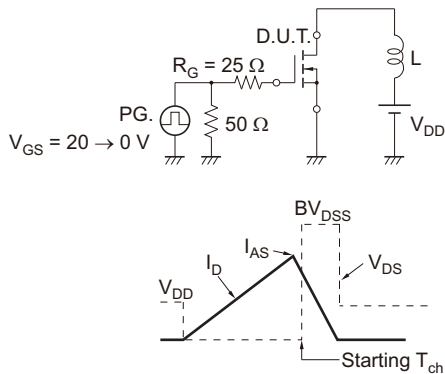 D.U.T.
R_G = 25 Ω
L
PG.
50 Ω
V_DD
V_GS = 20 → 0 V
BV_DSS
I_AS
I_D
V_DS
V_DD
Starting T_ch